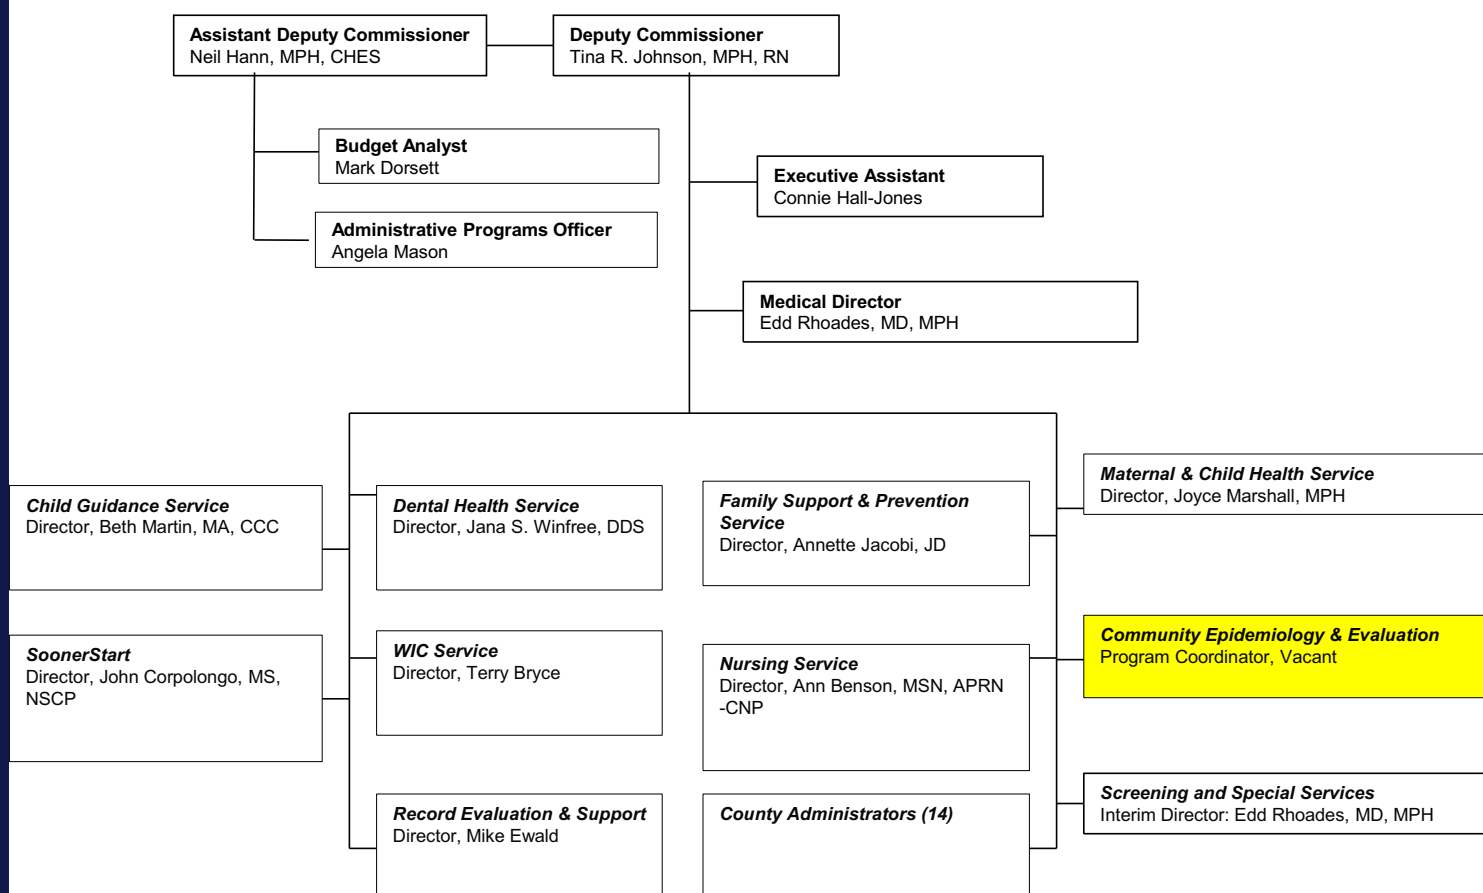 Assistant Deputy Commissioner
Neil Hann, MPH, CHES
Deputy Commissioner
Tina R. Johnson, MPH, RN
Budget Analyst
Mark Dorsett
Executive Assistant
Connie Hall-Jones
Administrative Programs Officer
Angela Mason
Medical Director
Edd Rhoades, MD, MPH
Child Guidance Service
Director, Beth Martin, MA, CCC
Dental Health Service
Director, Jana S. Winfree, DDS
Family Support & Prevention
Service
Director, Annette Jacobi, JD
Maternal & Child Health Service
Director, Joyce Marshall, MPH
SoonerStart
Director, John Corpolongo, MS,
NSCP
WIC Service
Director, Terry Bryce
Nursing Service
Director, Ann Benson, MSN, APRN
-CNP
Community Epidemiology & Evaluation
Program Coordinator, Vacant
Record Evaluation & Support
Director, Mike Ewald
County Administrators (14)
Screening and Special Services
Interim Director: Edd Rhoades, MD, MPH